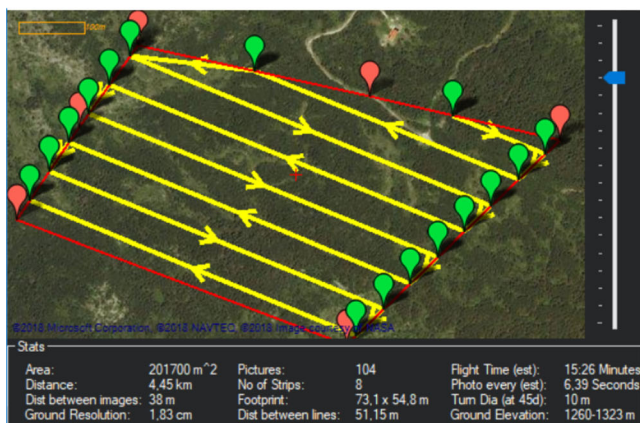 100m
©2018 Microsoft Corporation, ©2018 NAVTEC, ©2018 Image courtesy of NASA
Stats
Area: 201700 m^2 Pictures: 104 Flight Time (est): 15:26 Minutes
Distance: 4,45 km No of Strips: 8 Photo every (est): 6,39 Seconds
Dist between images: 38 m Footprint: 73,1 x 54,8 m Turn Dia (at 45d): 10 m
Ground Resolution: 1,83 cm Dist between lines: 51,15 m Ground Elevation: 1260-1323 m